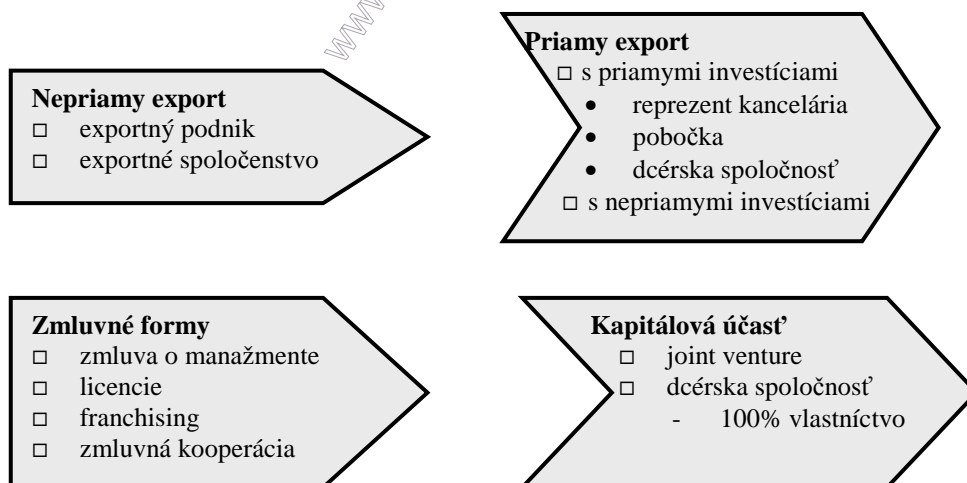 www
Nepriamy export
□ exportný podnik
□ exportné spoločenstvo
Priamy export
□ s priamymi investíciami
• reprezent kancelária
• pobočka
• dcérska spoločnosť
□ s nepriamymi investíciami
Zmluvné formy
□ zmluva o manažmente
□ licencie
□ franchising
□ zmluvná kooperácia
Kapitálová účasť
□ joint venture
□ dcérska spoločnosť
- 100% vlastníctvo